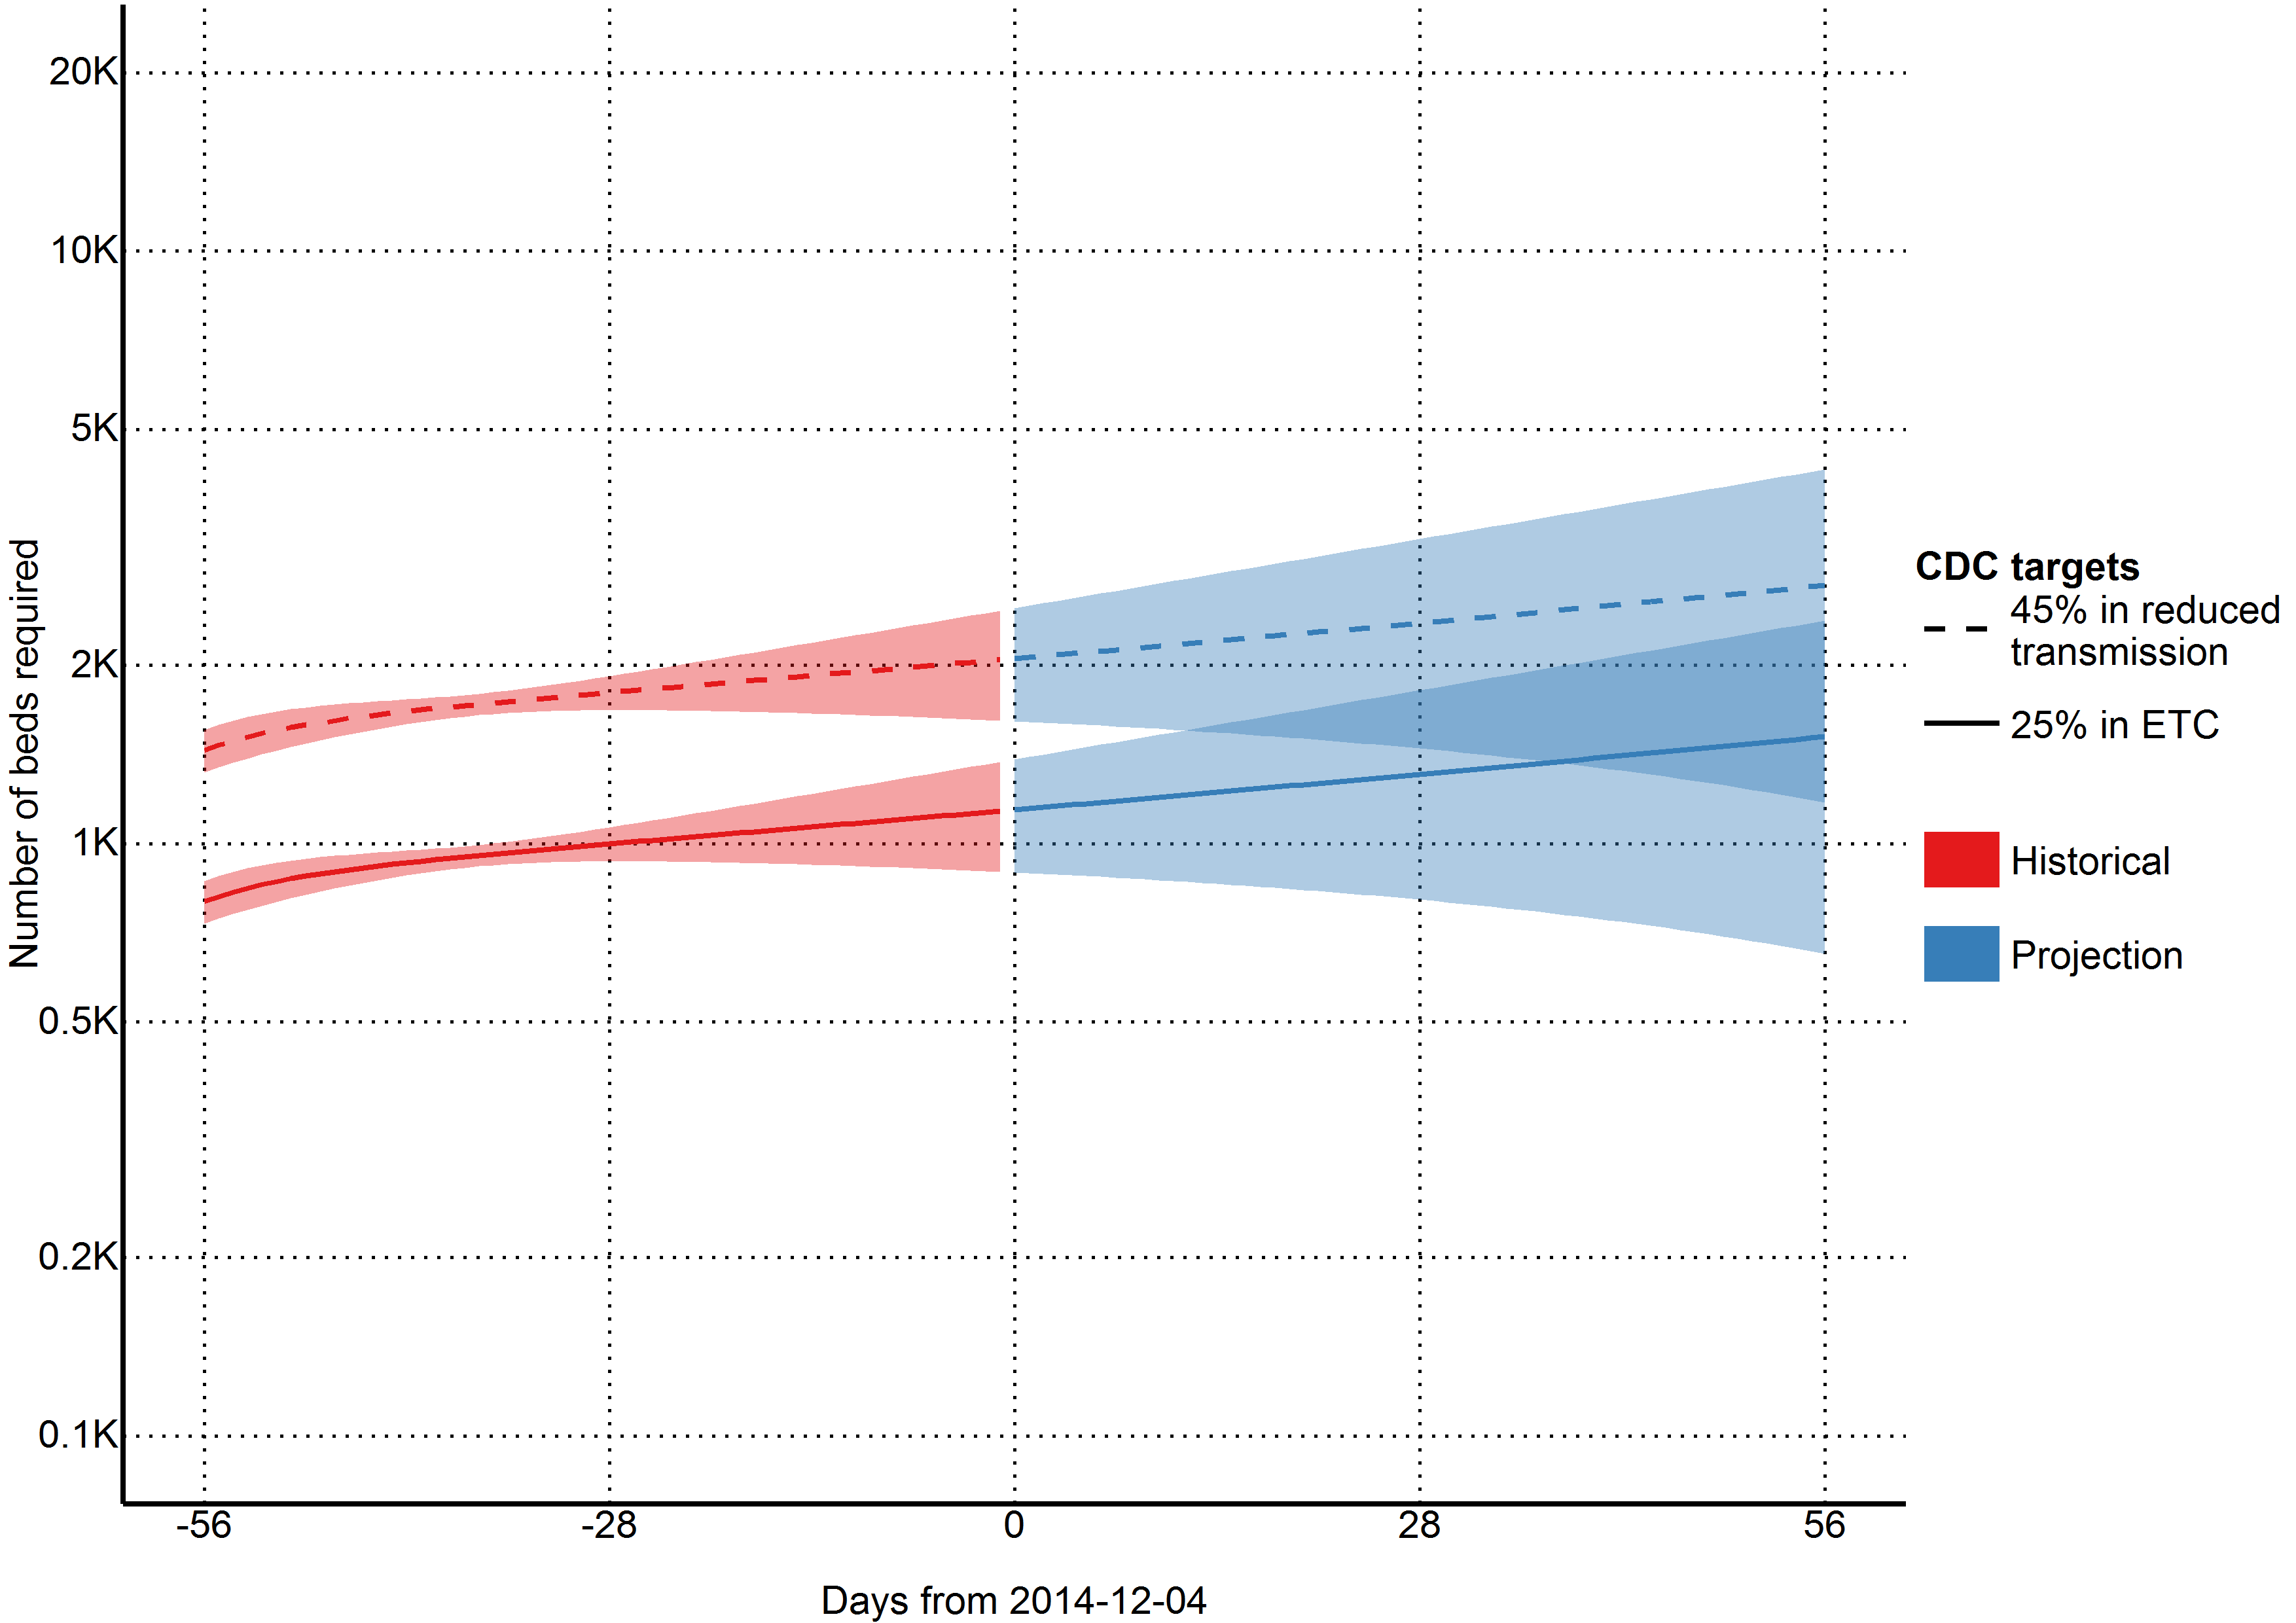 20K
10K
5K
2K
1K
0.5K
0.2K
0.1K
Number of beds required
-56
-28
0
28
56
Days from 2014-12-04
CDC targets
45% in reduced
transmission
25% in ETC
Historical
Projection